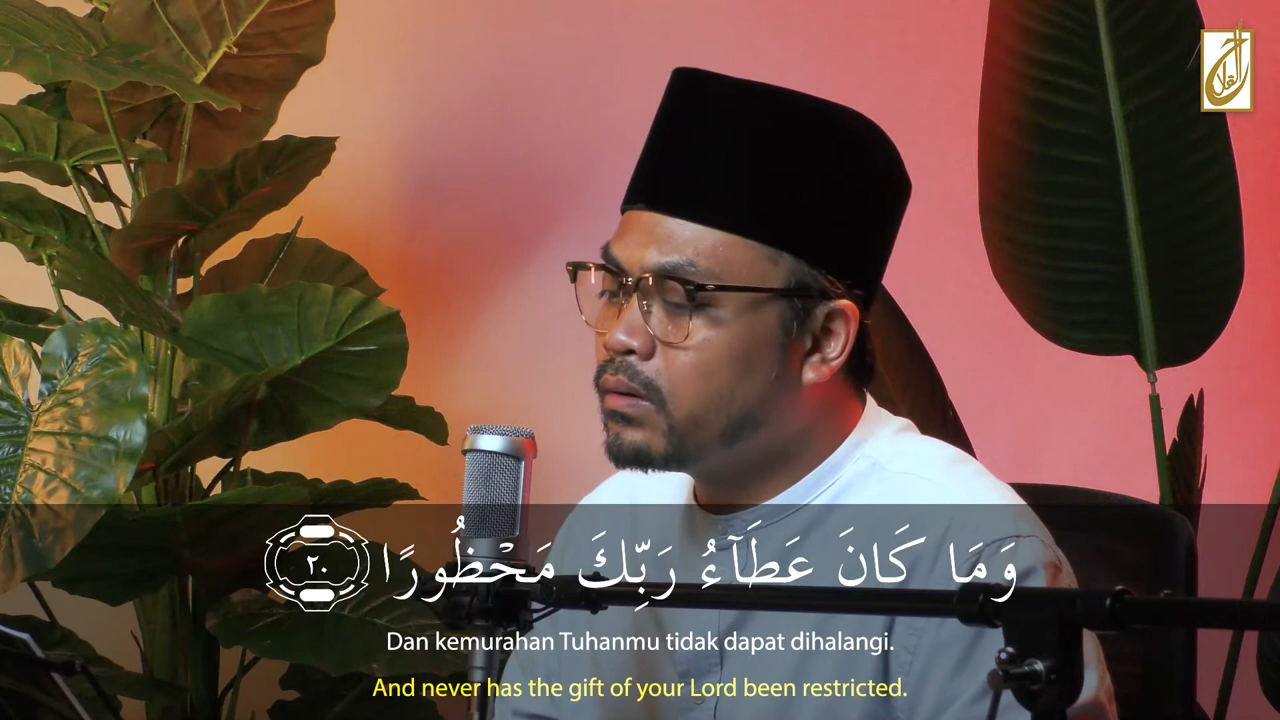 وَمَا كَانَ عَطَآءُ رَبِّكَ مَحْظُورًا ٢٠
Dan kemurahan Tuhanmu tidak dapat dihalangi.
And never has the gift of your Lord been restricted.